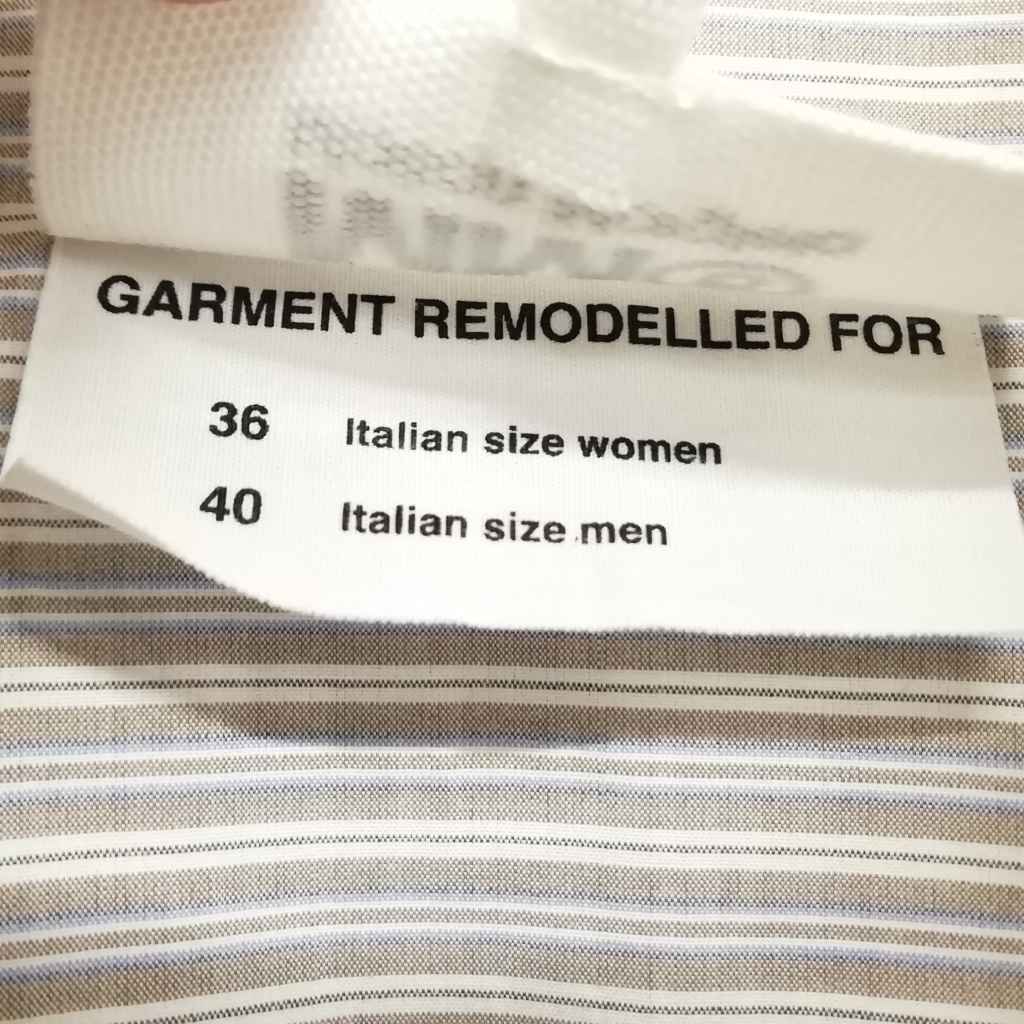 GARMENT REMODELLED FOR
36 Italian size women
40 Italian size men